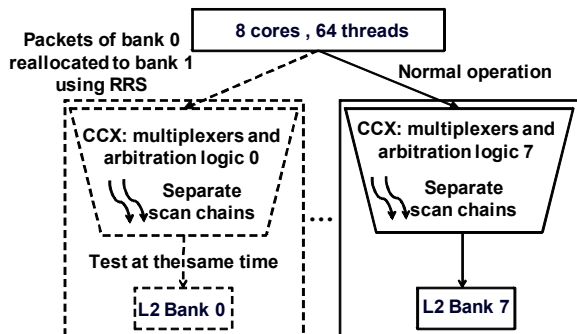 Packets of bank 0
reallocated to bank 1
using RRS
8 cores , 64 threads
Normal operation
CCX: multiplexers and
arbitration logic 0
Separate
scan chains
Test at the same time
L2 Bank 0
...
CCX: multiplexers and
arbitration logic 7
Separate
scan chains
L2 Bank 7